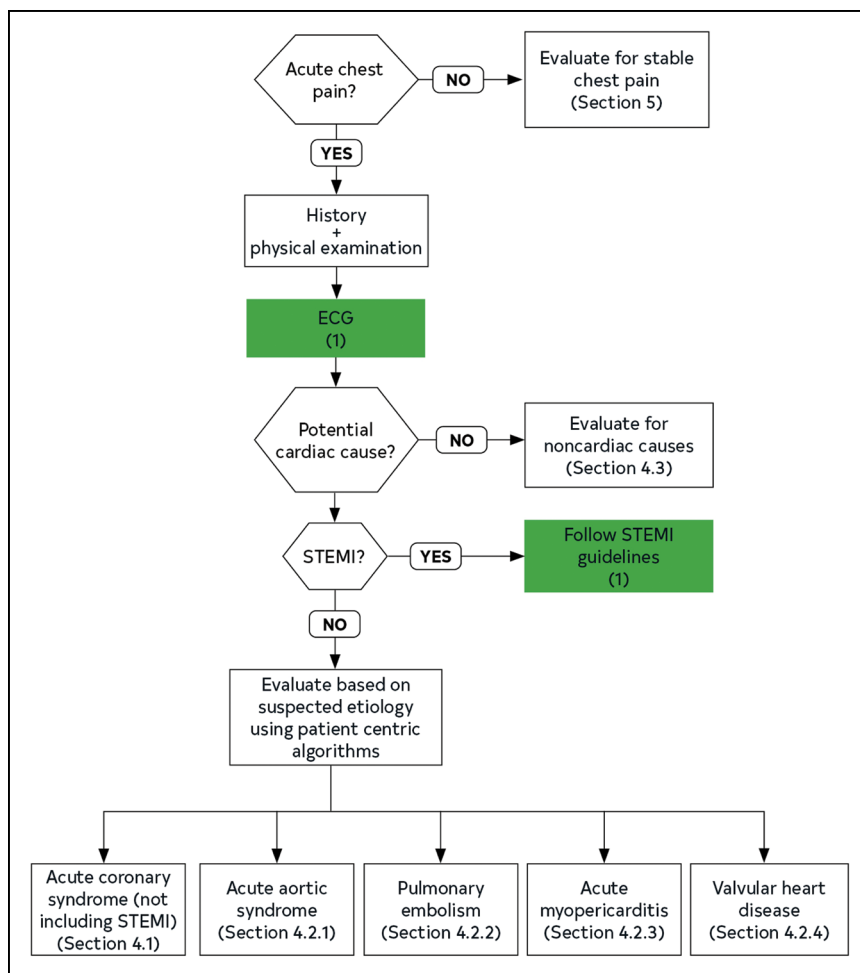 Acute chest
pain?
NO
Evaluate for stable
chest pain
(Section 5)
YES
History
+
physical examination
ECG
(1)
Potential
cardiac cause?
NO
Evaluate for
noncardiac causes
(Section 4.3)
STEMI?
YES
Follow STEMI
guidelines
(1)
NO
Evaluate based on
suspected etiology
using patient centric
algorithms
Acute coronary
syndrome (not
including STEMI)
(Section 4.1)
Acute aortic
syndrome
(Section 4.2.1)
Pulmonary
embolism
(Section 4.2.2)
Acute
myopericarditis
(Section 4.2.3)
Valvular heart
disease
(Section 4.2.4)